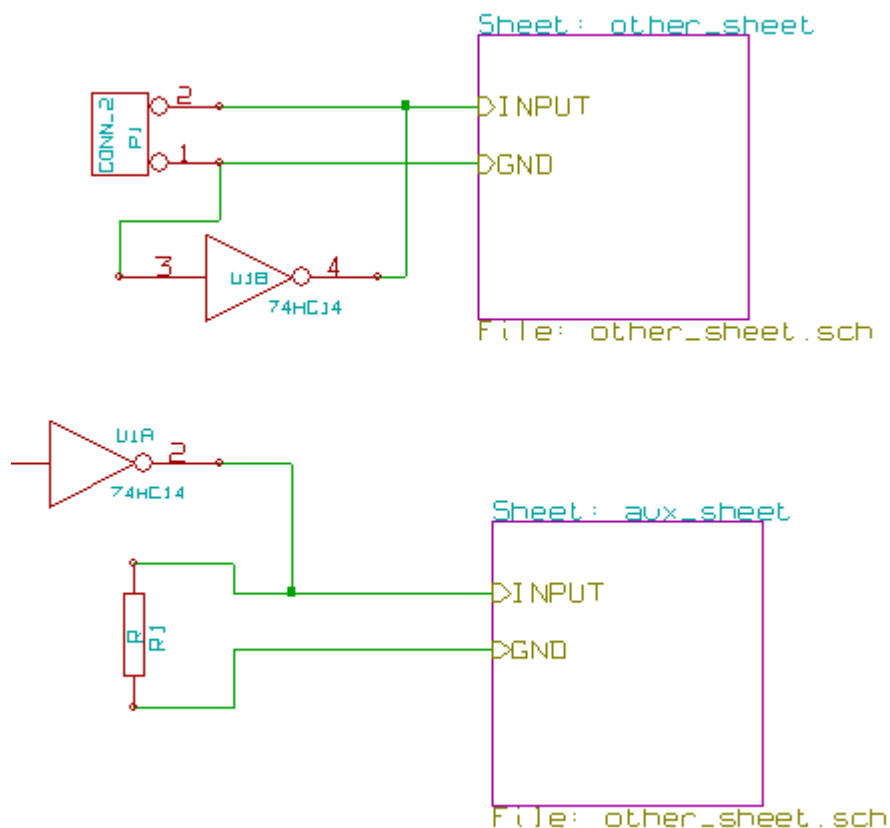 Sheet: other_sheet
CONN_2
P1
2
INPUT
1
GND
3
U1B
4
74HC14
File: other_sheet.sch
U1A
2
74HC14
Sheet: aux_sheet
INPUT
R
R1
GND
File: other_sheet.sch